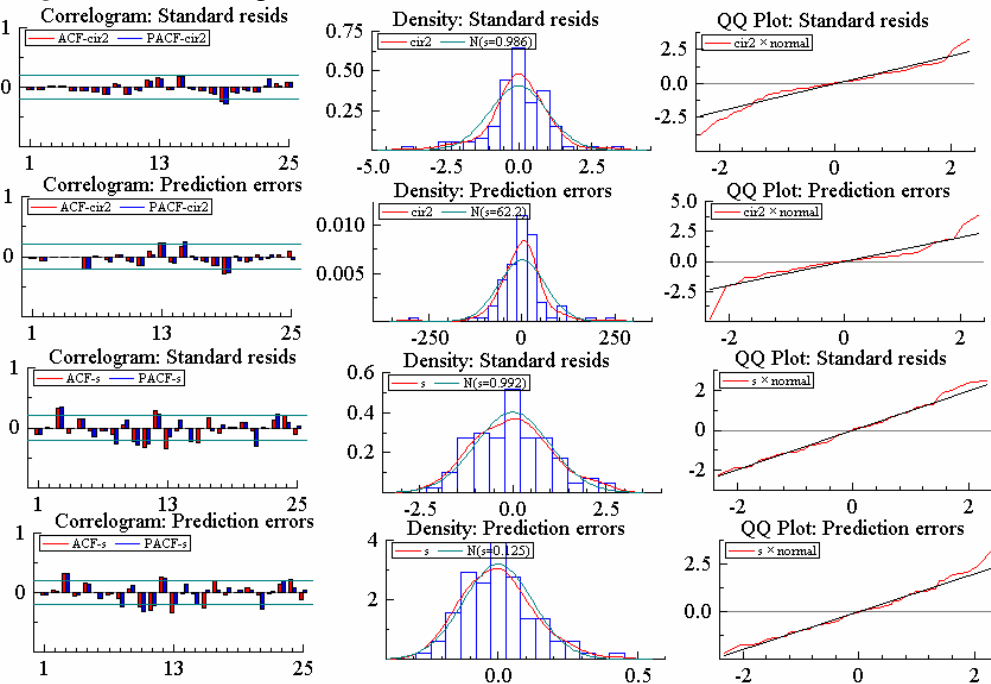 Correlogram: Standard resids
1
0
ACF-cir2 PACF-cir2
1 13 25
Density: Standard resids
0.75
0.50
0.25
cir2 N(s=0.986)
-5.0 -2.5 0.0 2.5
QQ Plot: Standard resids
2.5
0.0
-2.5
cir2 × normal
-2 0 2
Correlogram: Prediction errors
1
0
ACF-cir2 PACF-cir2
1 13 25
Density: Prediction errors
0.010
0.005
cir2 N(s=62.2)
-250 0 250
QQ Plot: Prediction errors
5.0
2.5
0.0
-2.5
cir2 × normal
-2 0 2
Correlogram: Standard resids
1
0
ACF-s PACF-s
1 13 25
Density: Standard resids
0.6
0.4
0.2
s N(s=0.992)
-2.5 0.0 2.5
QQ Plot: Standard resids
2
0
-2
s × normal
-2 0 2
Correlogram: Prediction errors
1
0
ACF-s PACF-s
1 13 25
Density: Prediction errors
4
2
s N(s=0.125)
0.0 0.5
QQ Plot: Prediction errors
2.5
0.0
s × normal
-2 0 2